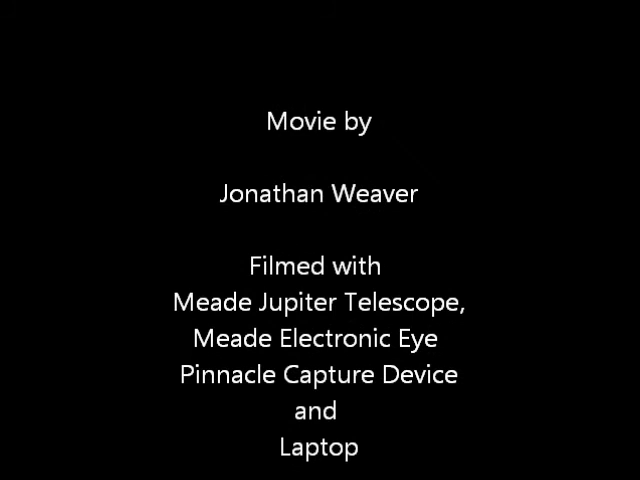 Movie by
Jonathan Weaver
Filmed with
Meade Jupiter Telescope,
Meade Electronic Eye
Pinnacle Capture Device
and
Laptop